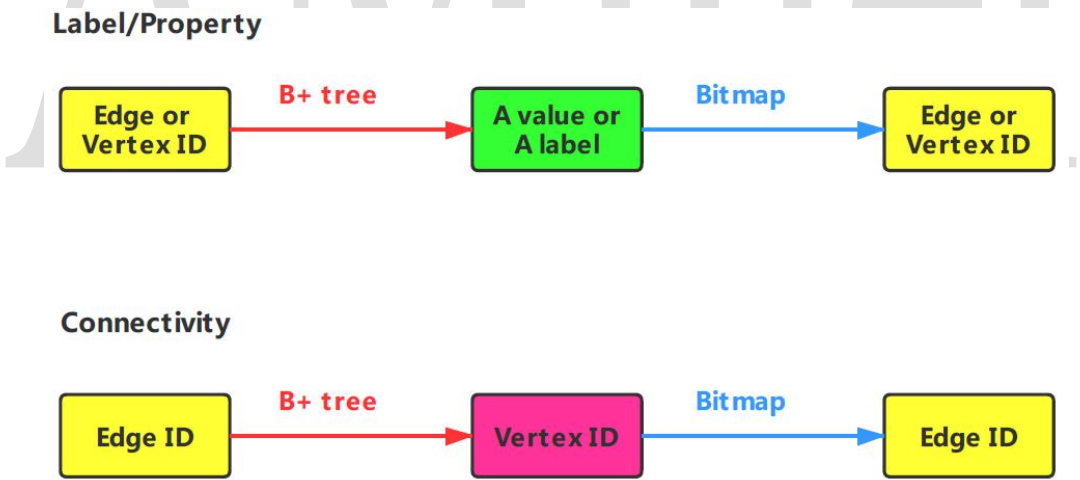 Label/Property
B+ tree
Bitmap
Edge or
Vertex ID
A value or
A label
Edge or
Vertex ID
Connectivity
B+ tree
Bitmap
Edge ID
Vertex ID
Edge ID